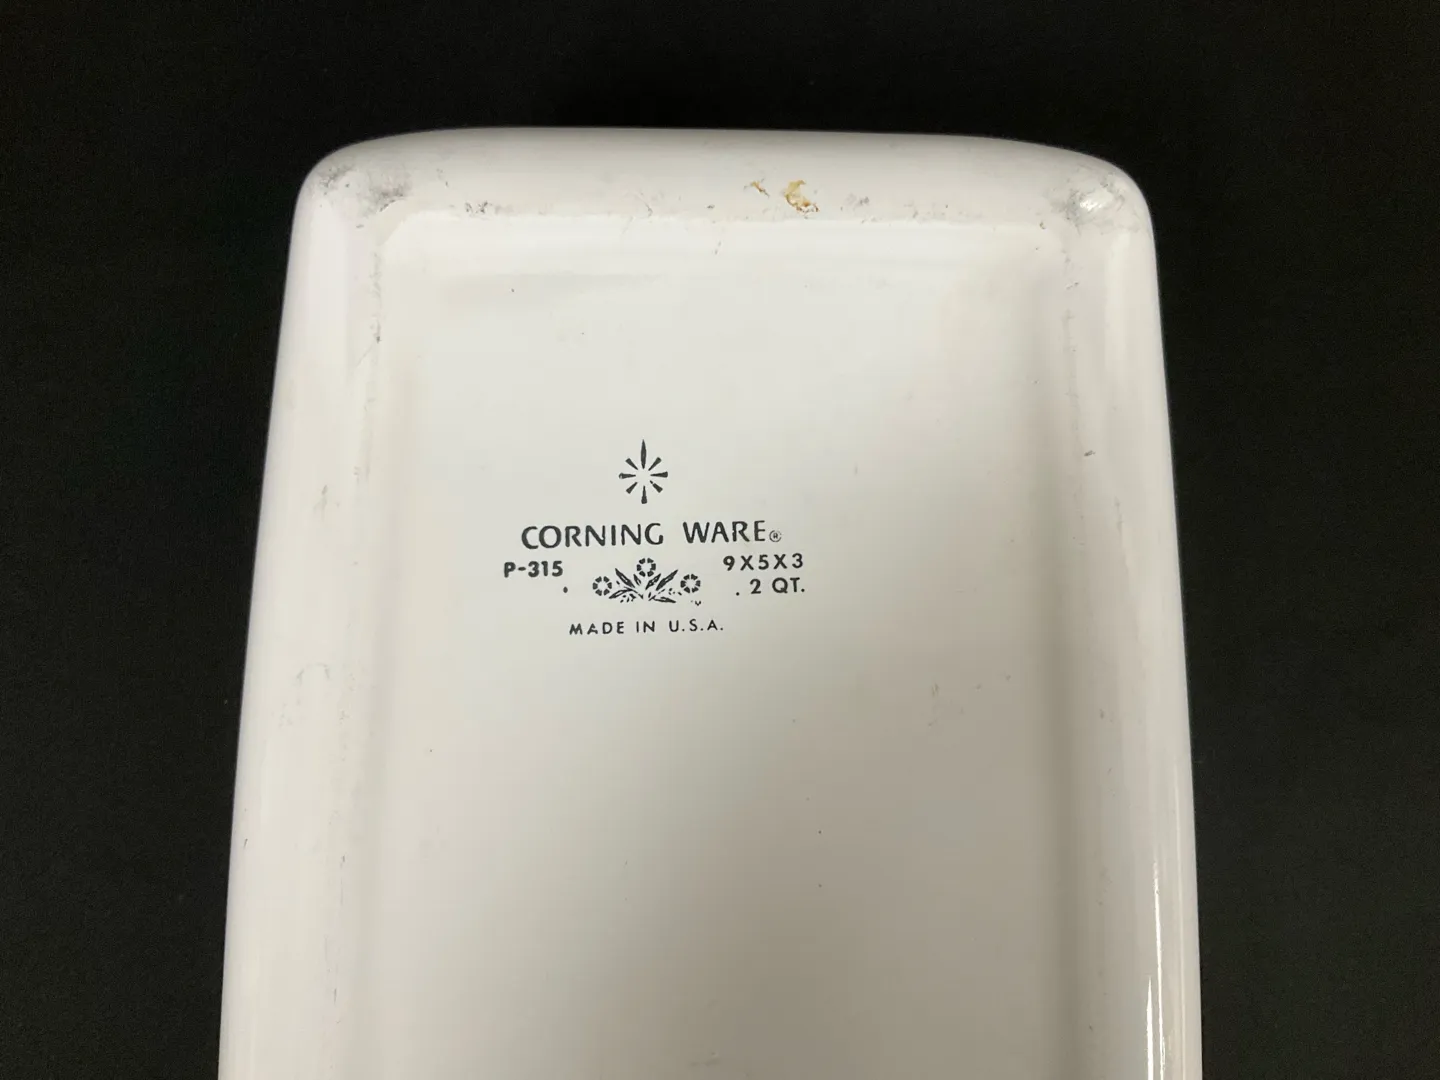 CORNING WARE®
P-315 9X5X3
2 QT.
MADE IN U.S.A.